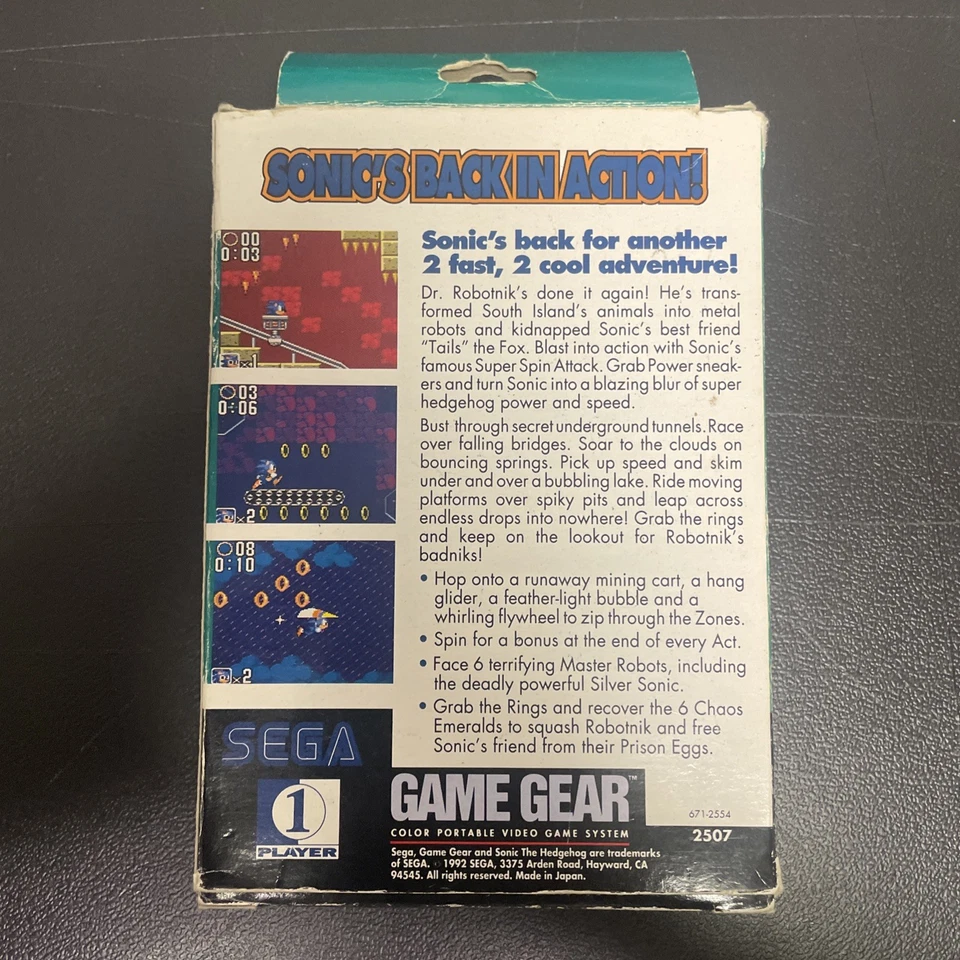 SONIC'S BACK IN ACTION!
00
0:03
×1
03
0:06
×2
08
0:10
×2
Sonic's back for another
2 fast, 2 cool adventure!
Dr. Robotnik's done it again! He's trans-
formed South Island's animals into metal
robots and kidnapped Sonic's best friend
"Tails" the Fox. Blast into action with Sonic's
famous Super Spin Attack. Grab Power sneak-
ers and turn Sonic into a blazing blur of super
hedgehog power and speed.
Bust through secret underground tunnels. Race
over falling bridges. Soar to the clouds on
bouncing springs. Pick up speed and skim
under and over a bubbling lake. Ride moving
platforms over spiky pits and leap across
endless drops into nowhere! Grab the rings
and keep on the lookout for Robotnik's
badniks!
• Hop onto a runaway mining cart, a hang
glider, a feather-light bubble and a
whirling flywheel to zip through the Zones.
• Spin for a bonus at the end of every Act.
• Face 6 terrifying Master Robots, including
the deadly powerful Silver Sonic.
• Grab the Rings and recover the 6 Chaos
Emeralds to squash Robotnik and free
Sonic's friend from their Prison Eggs.
SEGA
1
PLAYER
GAME GEAR™
COLOR PORTABLE VIDEO GAME SYSTEM
Sega, Game Gear and Sonic The Hedgehog are trademarks
of SEGA. 1992 SEGA, 3375 Arden Road, Hayward, CA
94545. All rights reserved. Made in Japan.
671-2554
2507